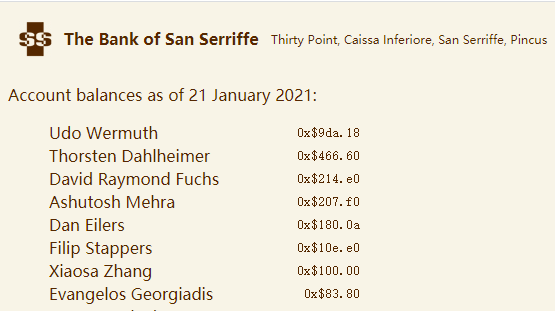 SS The Bank of San Serriffe Thirty Point, Caissa Inferiore, San Serriffe, Pincus
Account balances as of 21 January 2021:
Udo Wermuth 0x$9da.18
Thorsten Dahlheimer 0x$466.60
David Raymond Fuchs 0x$214.e0
Ashutosh Mehra 0x$207.f0
Dan Eilers 0x$180.0a
Filip Stappers 0x$10e.e0
Xiaosa Zhang 0x$100.00
Evangelos Georgiadis 0x$83.80